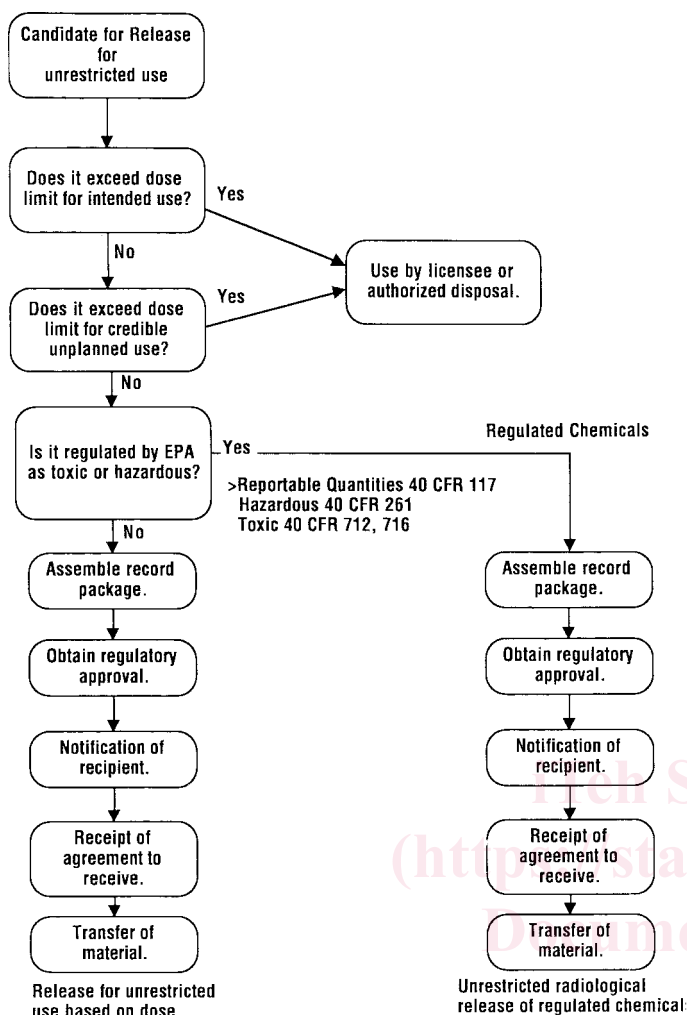 Candidate for Release
for
unrestricted use
Does it exceed dose
limit for intended use?
Yes
No
Use by licensee or
authorized disposal.
Does it exceed dose
limit for credible
unplanned use?
Yes
No
Is it regulated by EPA
as toxic or hazardous?
Yes
Regulated Chemicals
>Reportable Quantities 40 CFR 117
Hazardous 40 CFR 261
Toxic 40 CFR 712, 716
No
Assemble record
package.
Obtain regulatory
approval.
Notification of
recipient.
Receipt of
agreement to
receive.
Transfer of
material.
Release for unrestricted
use based on dose
Assemble record
package.
Obtain regulatory
approval.
Notification of
recipient.
Receipt of
agreement to
receive.
Transfer of
material.
Unrestricted radiological
release of regulated chemical
iTeh S
(https://sta
Docume